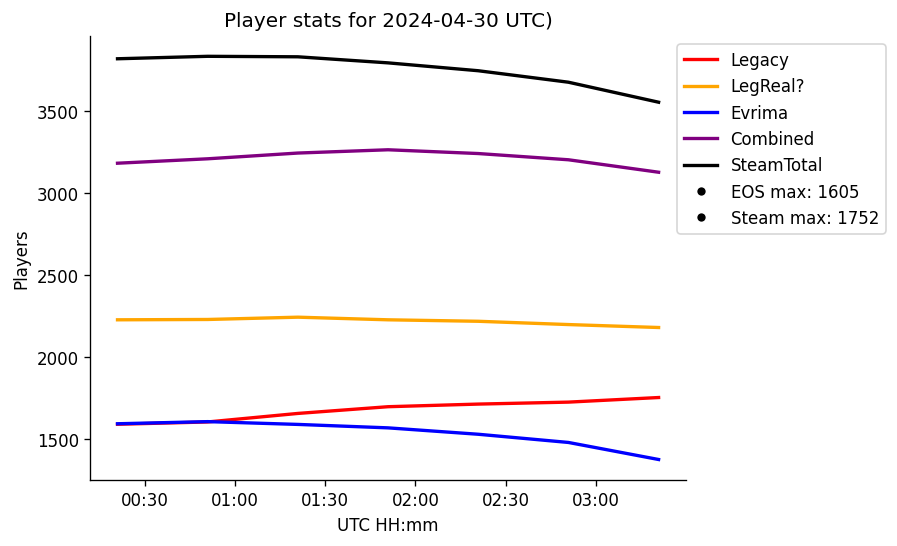 Player stats for 2024-04-30 UTC)
Legacy
LegReal?
Evrima
Combined
SteamTotal
EOS max: 1605
Steam max: 1752
Players
3500
3000
2500
2000
1500
00:30 01:00 01:30 02:00 02:30 03:00
UTC HH:mm